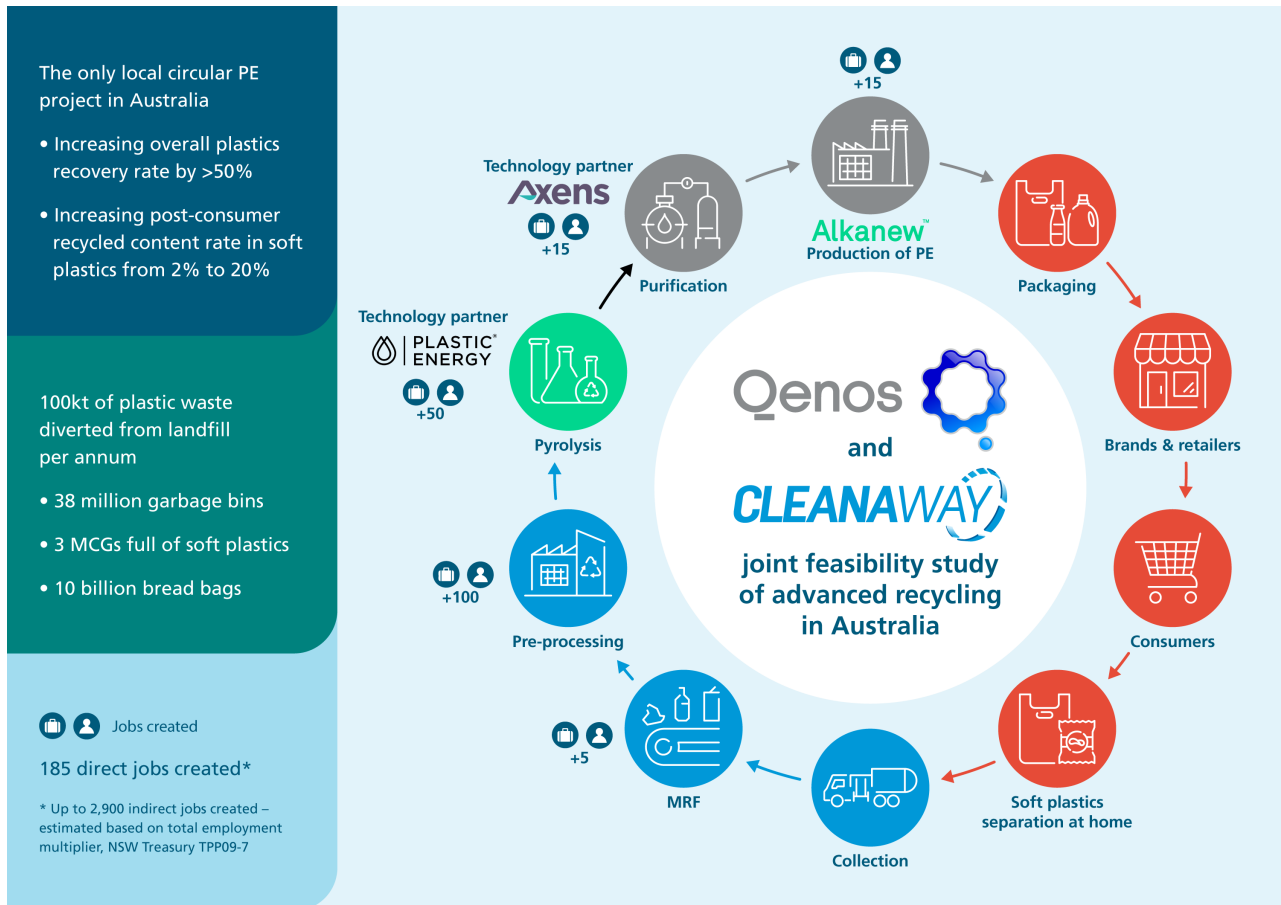 The only local circular PE
project in Australia
• Increasing overall plastics
recovery rate by >50%
• Increasing post-consumer
recycled content rate in soft
plastics from 2% to 20%
100kt of plastic waste
diverted from landfill
per annum
• 38 million garbage bins
• 3 MCGs full of soft plastics
• 10 billion bread bags
Jobs created
185 direct jobs created*
* Up to 2,900 indirect jobs created –
estimated based on total employment
multiplier, NSW Treasury TPP09-7
+15
Alkanew™
Production of PE
Packaging
Brands & retailers
Consumers
Soft plastics
separation at home
Collection
MRF
+5
Pre-processing
+100
Pyrolysis
Technology partner
PLASTIC®
ENERGY
+50
Purification
Technology partner
Axens
+15
Qenos
and
CLEANAWAY
joint feasibility study
of advanced recycling
in Australia